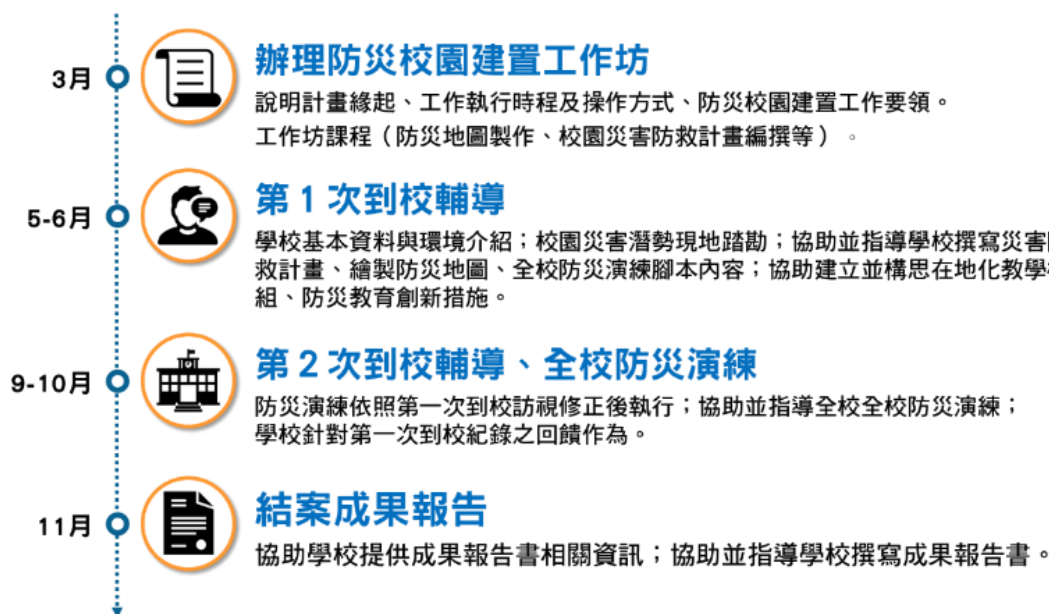 3月
辦理防災校園建置工作坊
說明計畫緣起、工作執行時程及操作方式、防災校園建置工作要領。
工作坊課程（防災地圖製作、校園災害防救計畫編撰等）。
5-6月
第 1 次到校輔導
學校基本資料與環境介紹；校園災害潛勢現地踏勘；協助並指導學校撰寫災害
救計畫、繪製防災地圖、全校防災演練腳本內容；協助建立並構思在地化教學
組、防災教育創新措施。
9-10月
第 2 次到校輔導、全校防災演練
防災演練依照第一次到校訪視修正後執行；協助並指導全校全校防災演練；
學校針對第一次到校紀錄之回饋作為。
11月
結案成果報告
協助學校提供成果報告書相關資訊；協助並指導學校撰寫成果報告書。